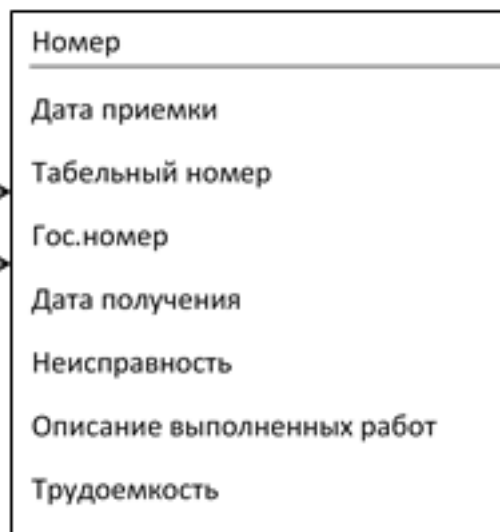 Номер
Дата приемки
Табельный номер
Гос.номер
Дата получения
Неисправность
Описание выполненных работ
Трудоемкость